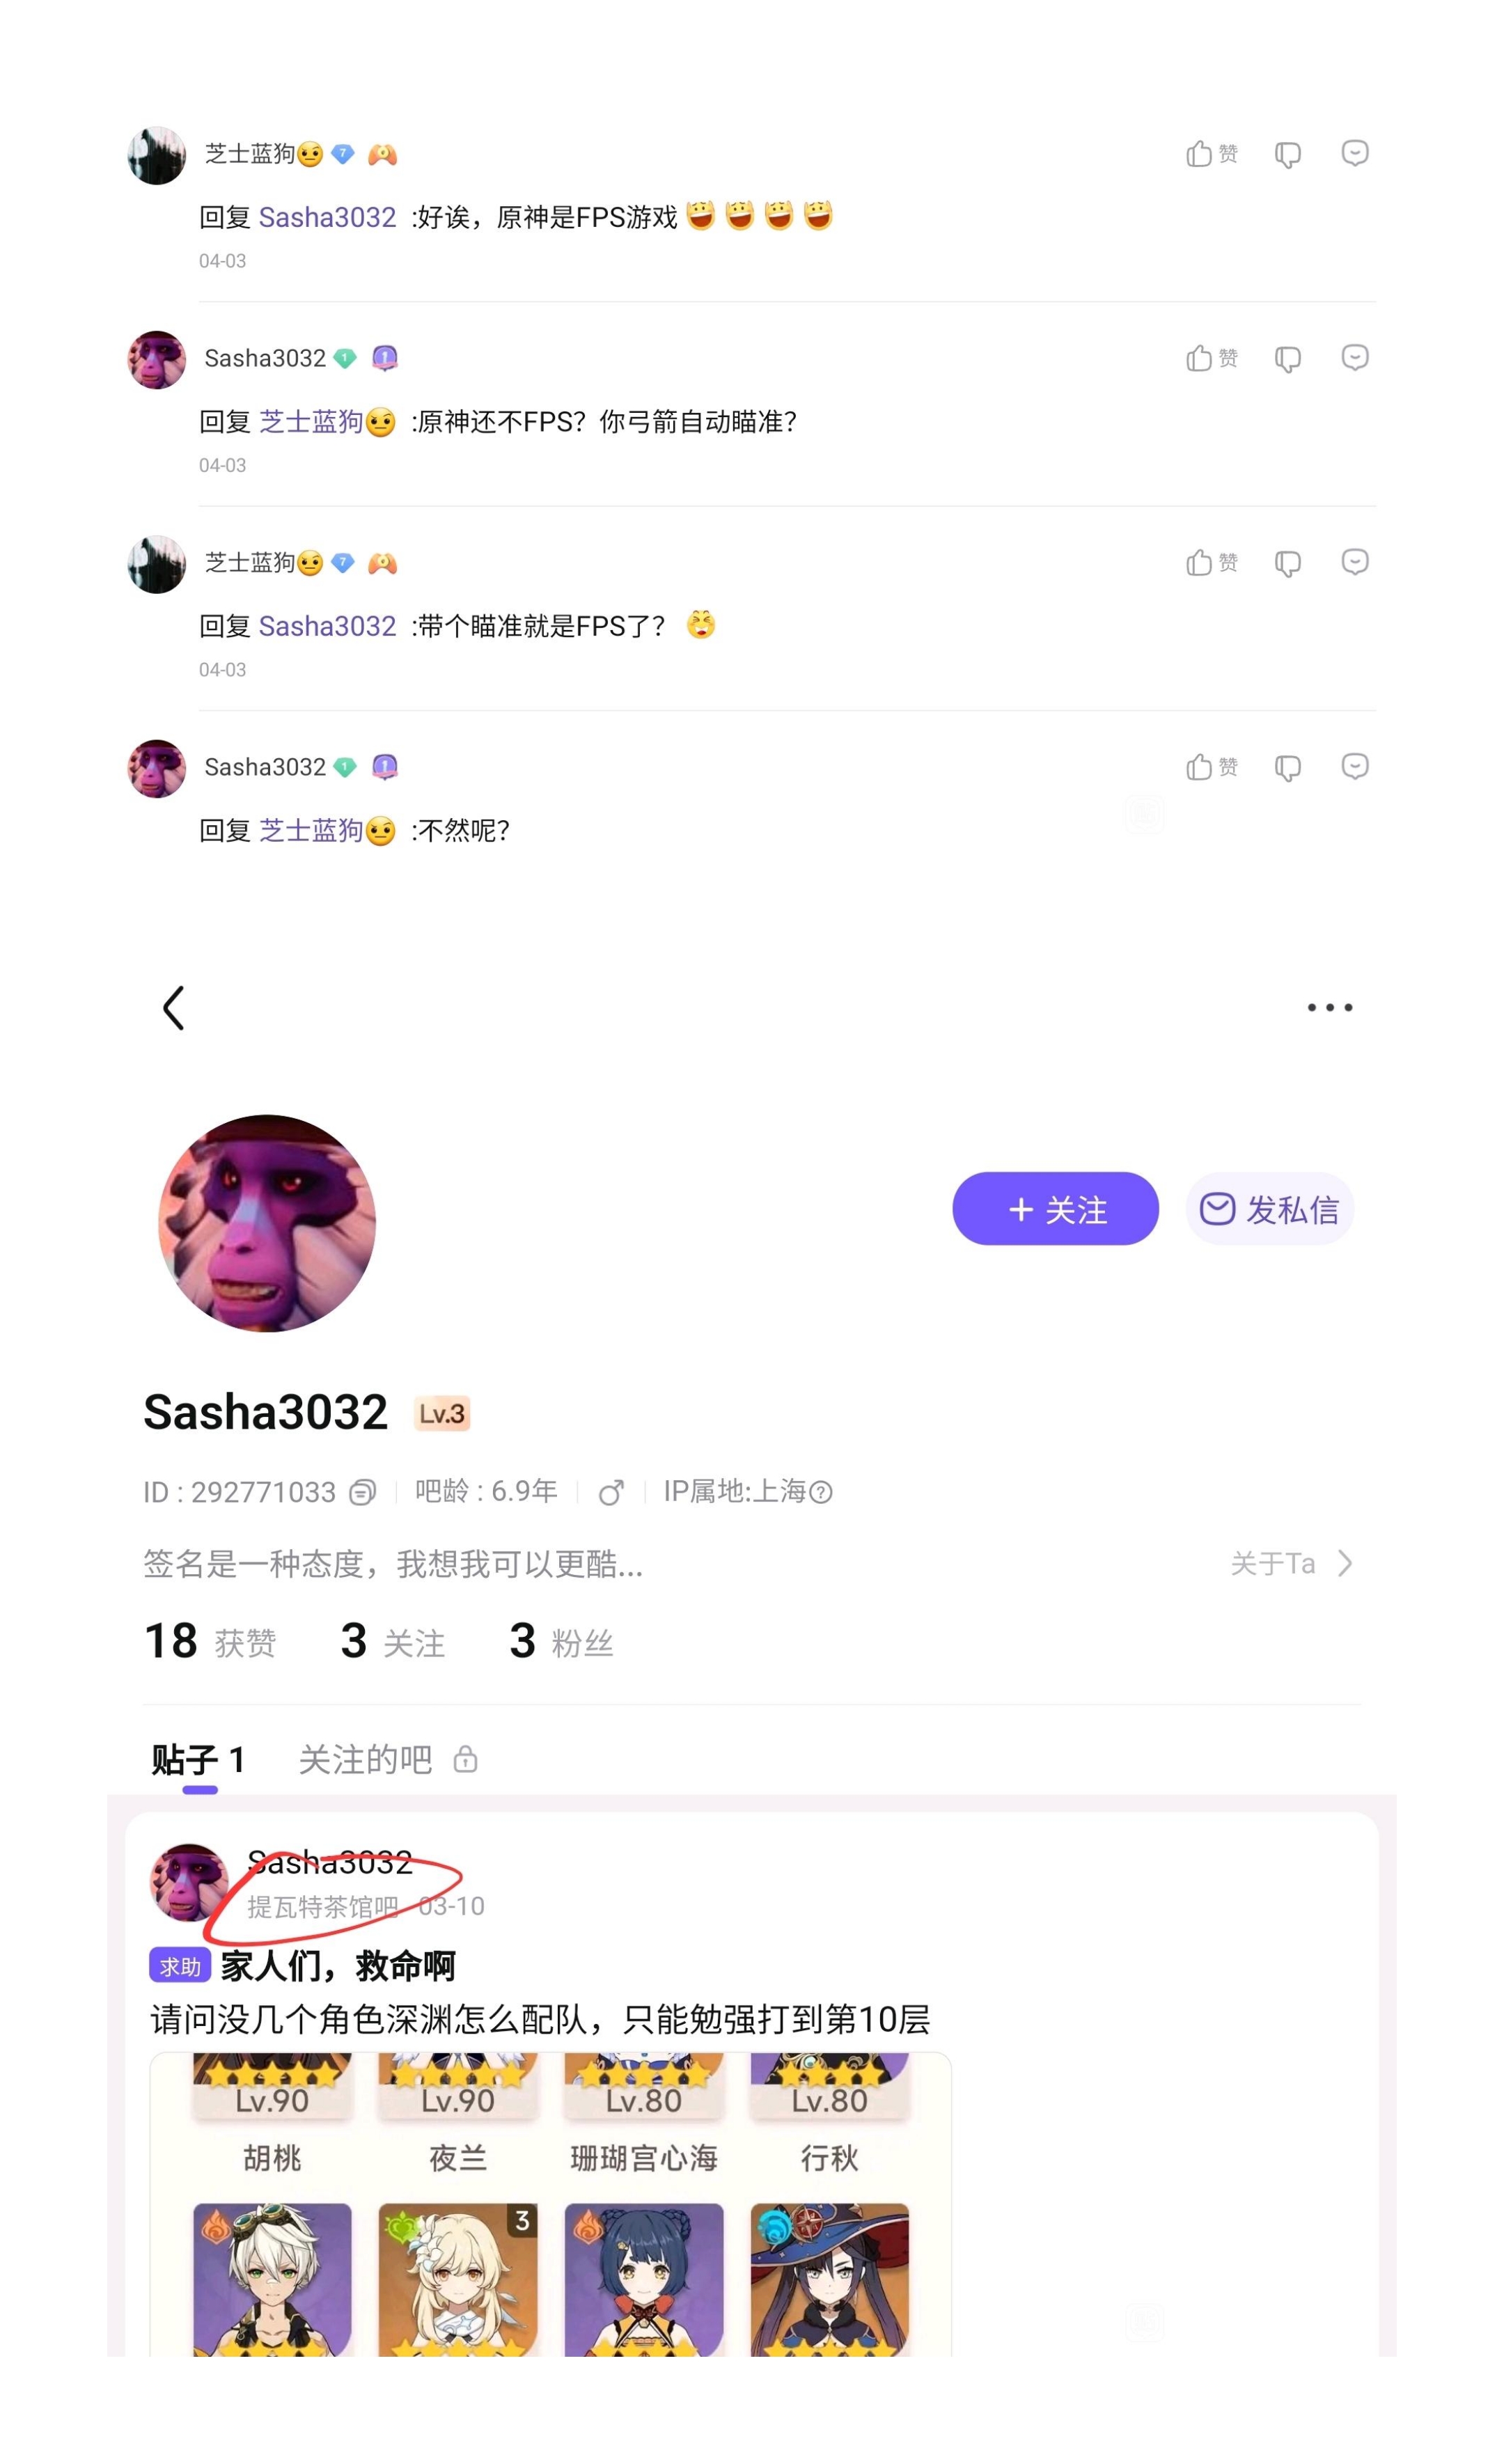 芝士蓝狗🤨 7
赞
回复 Sasha3032 :好诶，原神是FPS游戏😃😃😃😃
04-03
Sasha3032 1 1
赞
回复 芝士蓝狗🤨 :原神还不FPS？你弓箭自动瞄准？
04-03
芝士蓝狗🤨 7
赞
回复 Sasha3032 :带个瞄准就是FPS了？😆
04-03
Sasha3032 1 1
赞
回复 芝士蓝狗🤨 :不然呢？
+ 关注
发私信
Sasha3032 Lv.3
ID : 292771033 吧龄 : 6.9年 ♂ IP属地:上海?
签名是一种态度，我想我可以更酷...
关于Ta
18 获赞 3 关注 3 粉丝
贴子 1 关注的吧
Sasha3032
提瓦特茶馆吧 03-10
求助 家人们，救命啊
请问没几个角色深渊怎么配队，只能勉强打到第10层
Lv.90 Lv.90 Lv.80 Lv.80
胡桃 夜兰 珊瑚宫心海 行秋
3